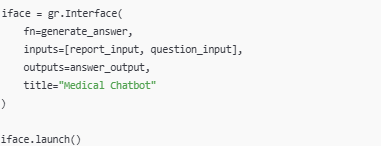 iface = gr.Interface(
    fn=generate_answer,
    inputs=[report_input, question_input],
    outputs=answer_output,
    title="Medical Chatbot"
)

iface.launch()